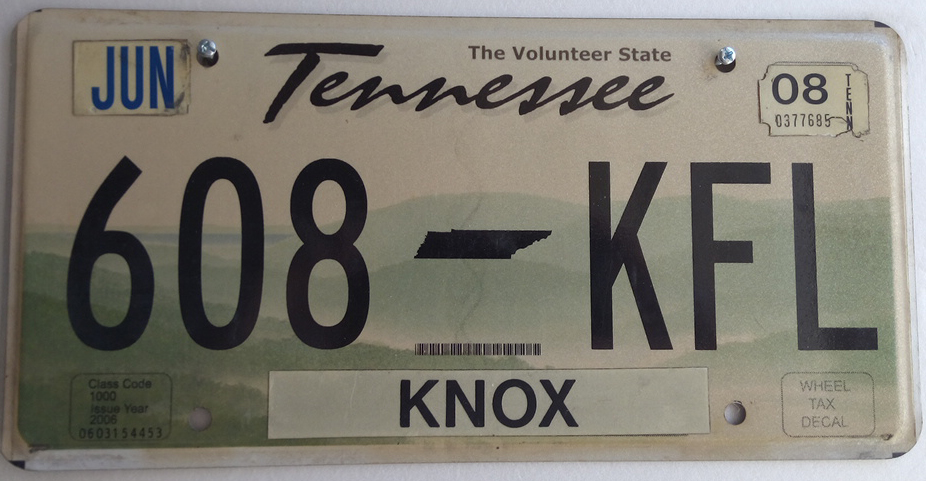 JUN
The Volunteer State
Tennessee
08
TENN
0377685
608 KFL
Class Code
1000
Issue Year
2006
0603154453
KNOX
WHEEL
TAX
DECAL